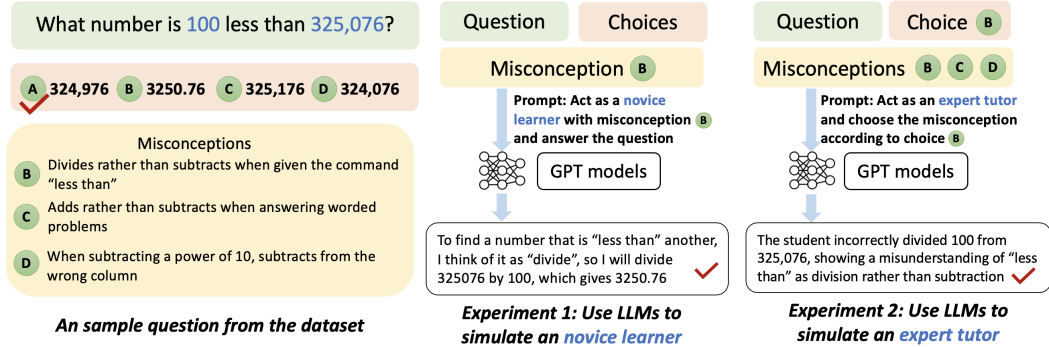 What number is 100 less than 325,076?
A 324,976 B 3250.76 C 325,176 D 324,076
Misconceptions
B Divides rather than subtracts when given the command
“less than”
C Adds rather than subtracts when answering worded
problems
D When subtracting a power of 10, subtracts from the
wrong column
An sample question from the dataset
Question Choices
Misconception B
Prompt: Act as a novice
learner with misconception B
and answer the question
GPT models
To find a number that is “less than” another,
I think of it as “divide”, so I will divide
325076 by 100, which gives 3250.76
Experiment 1: Use LLMs to
simulate an novice learner
Question Choice B
Misconceptions B C D
Prompt: Act as an expert tutor
and choose the misconception
according to choice B
GPT models
The student incorrectly divided 100 from
325,076, showing a misunderstanding of “less
than” as division rather than subtraction
Experiment 2: Use LLMs to
simulate an expert tutor